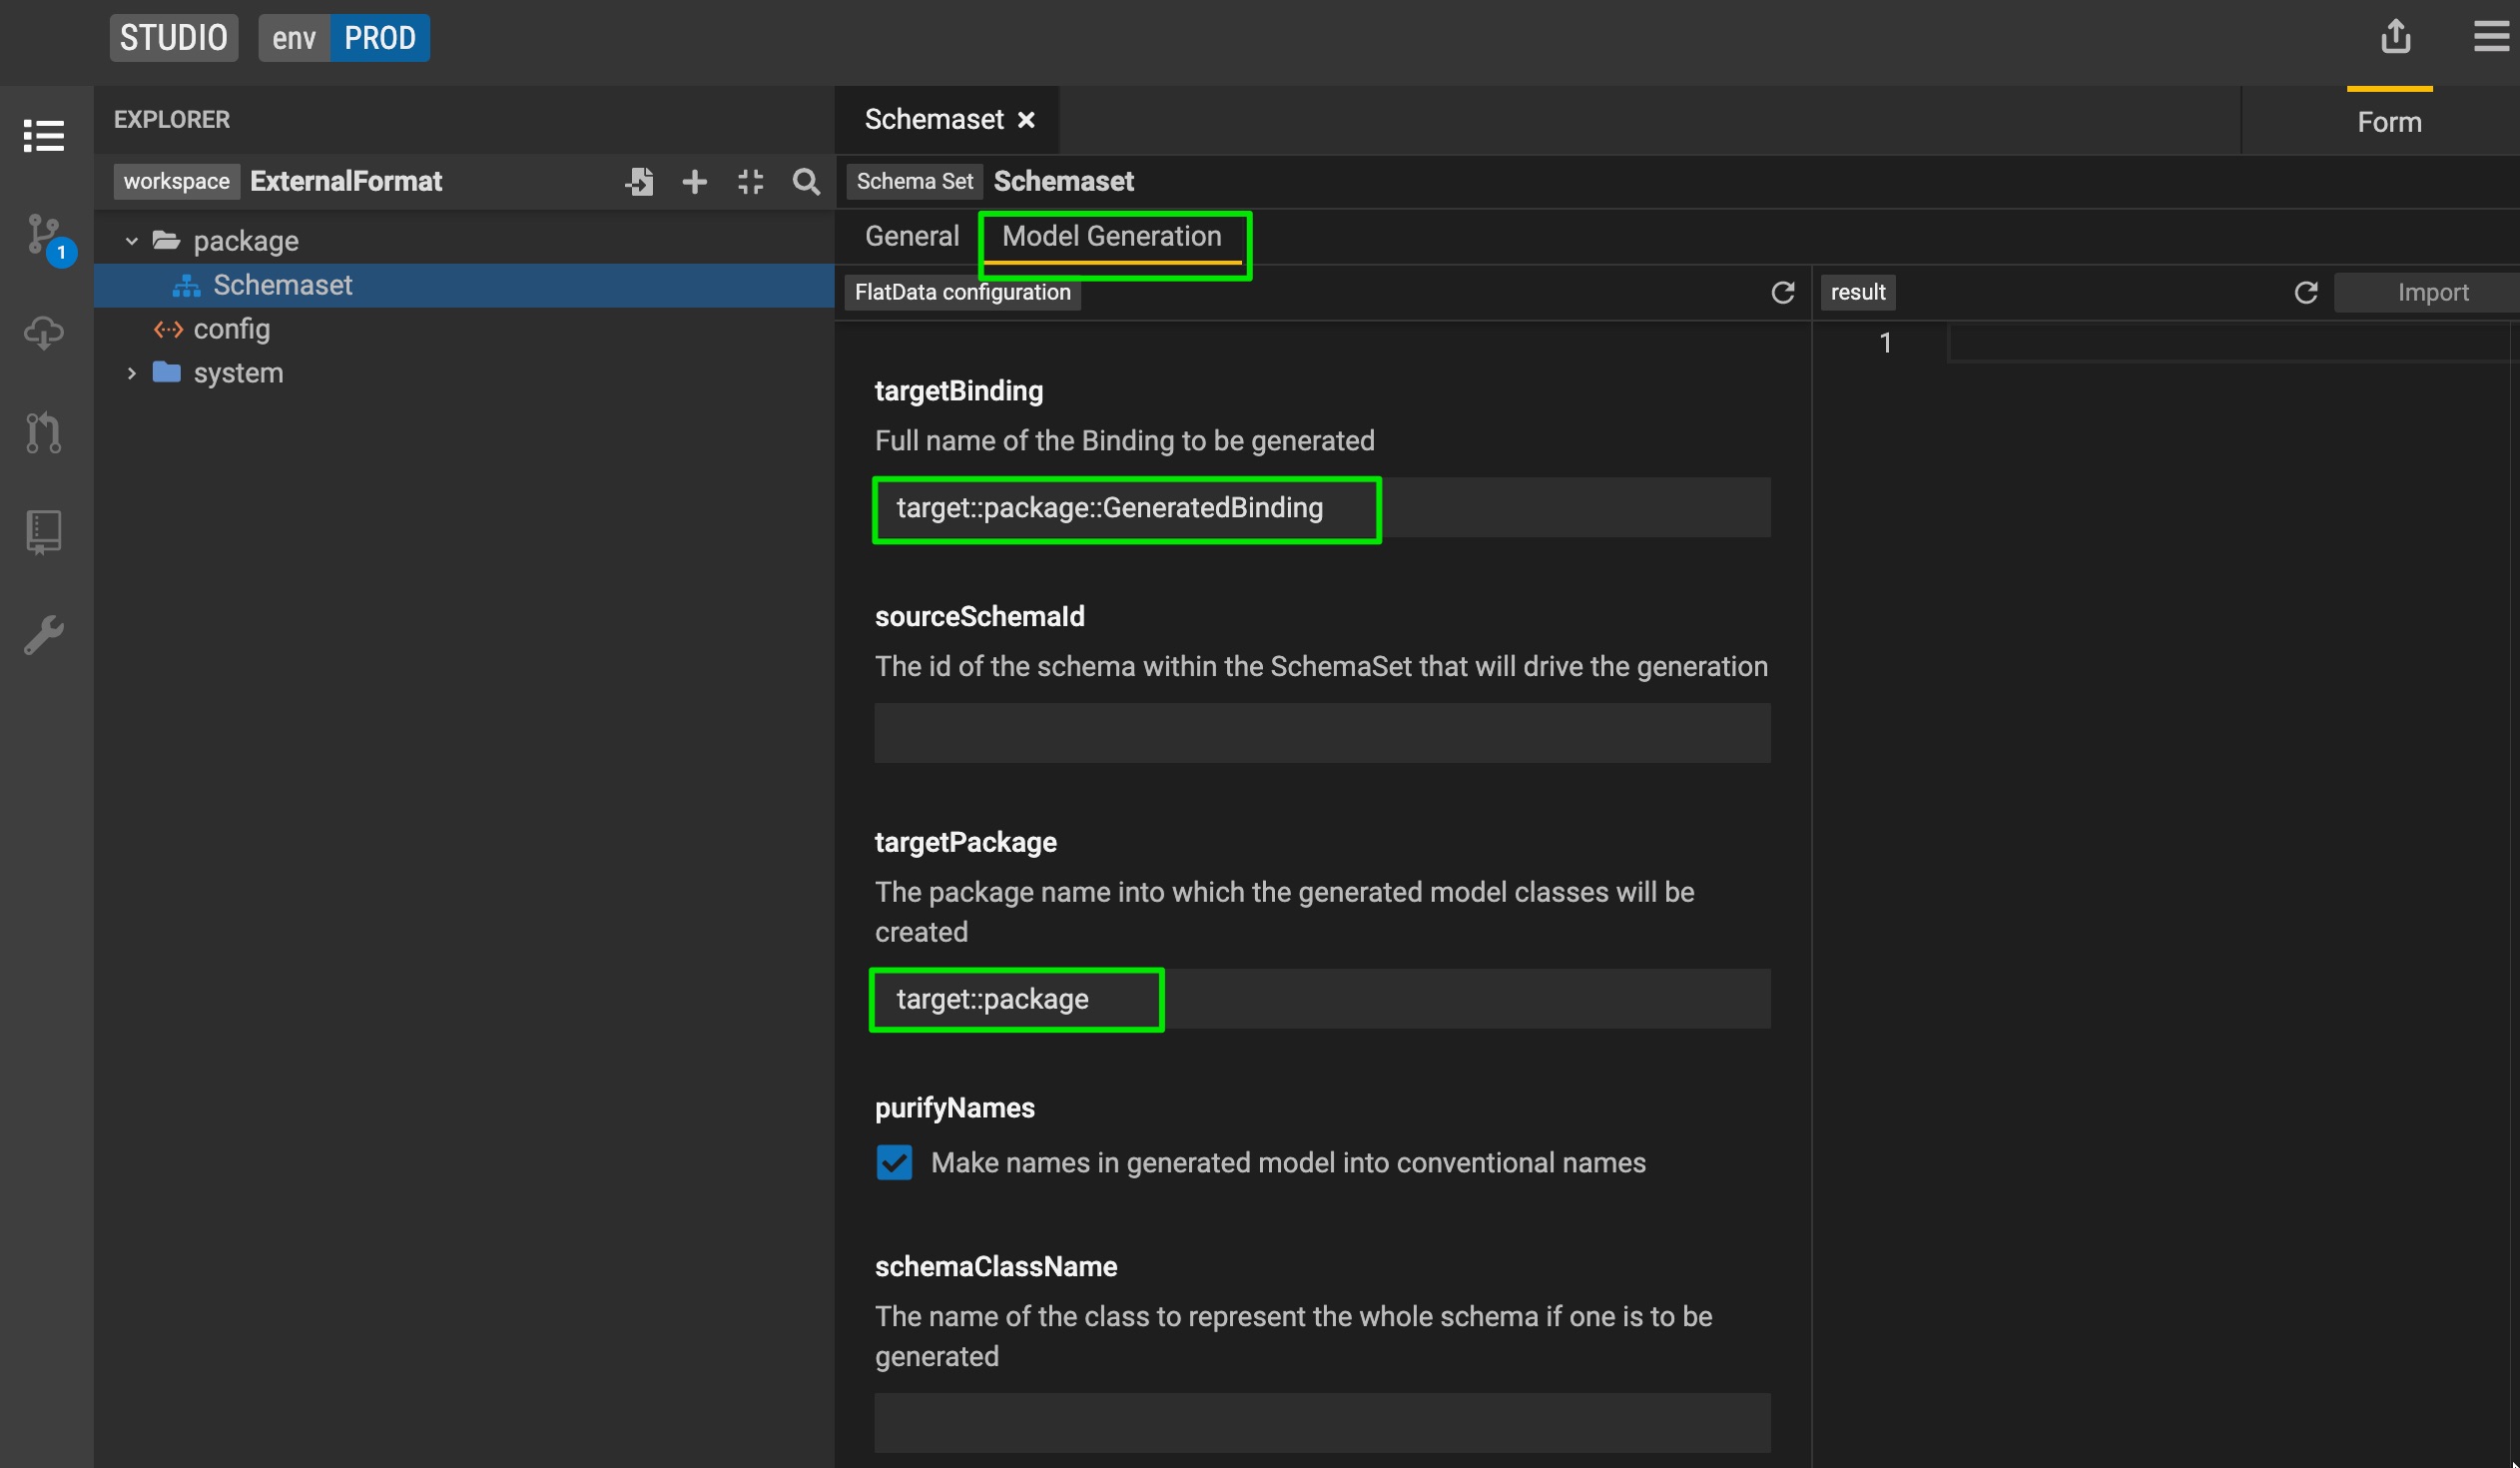 STUDIO env PROD
EXPLORER
workspace ExternalFormat
1
package
Schemaset
config
system
Schemaset
Form
Schema Set Schemaset
General Model Generation
FlatData configuration
result
Import
1
targetBinding
Full name of the Binding to be generated
target::package::GeneratedBinding
sourceSchemaId
The id of the schema within the SchemaSet that will drive the generation
targetPackage
The package name into which the generated model classes will be
created
target::package
purifyNames
Make names in generated model into conventional names
schemaClassName
The name of the class to represent the whole schema if one is to be
generated